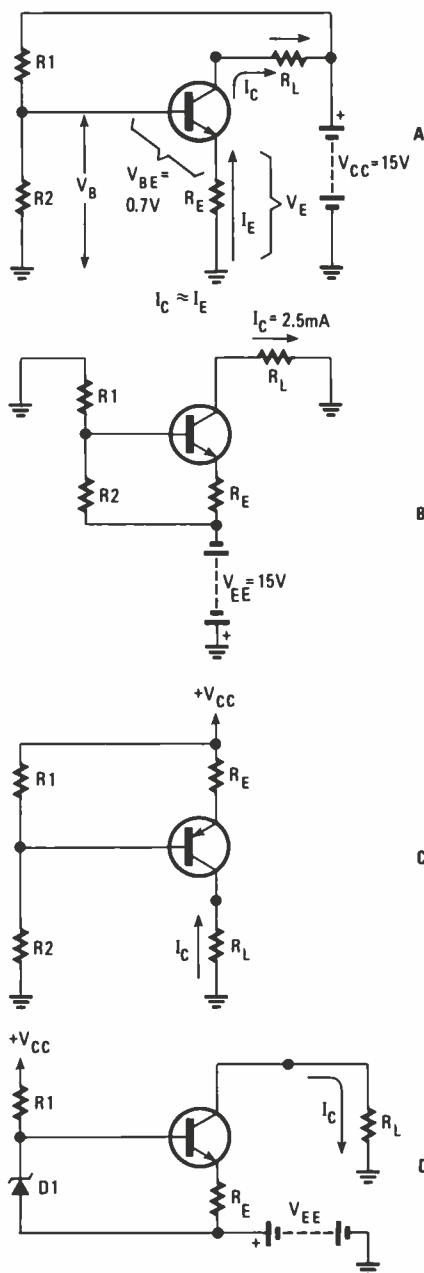 R1
I_C
R_L
A
+
V_CC = 15V
R2
V_B
V_BE =
0.7V
R_E
I_E
V_E
I_C ≈ I_E
I_C = 2.5mA
R_L
R1
R2
R_E
B
V_EE = 15V
+
+V_CC
R1
R_E
C
R2
I_C
R_L
+V_CC
R1
I_C
R_L
D1
R_E
V_EE
+